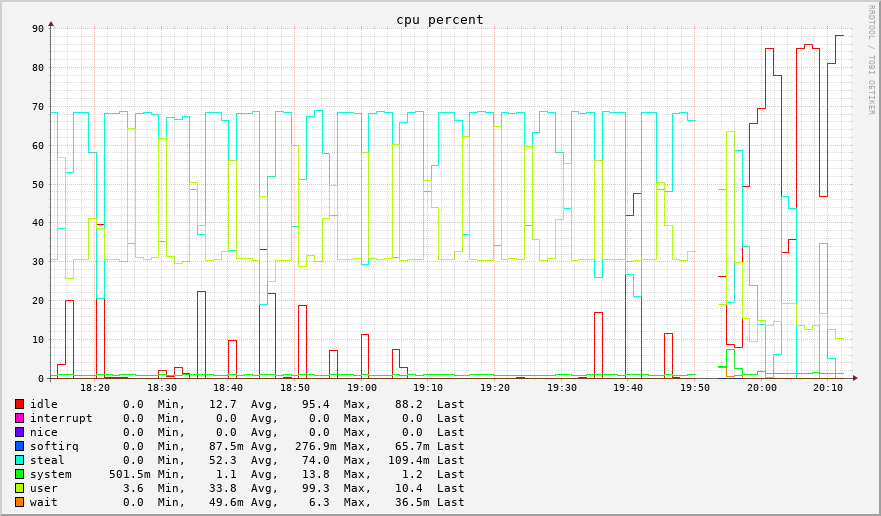 cpu percent
RRDTOOL / TOBI OETIKER
90
80
70
60
50
40
30
20
10
0
18:20 18:30 18:40 18:50 19:00 19:10 19:20 19:30 19:40 19:50 20:00 20:10
idle 0.0 Min, 12.7 Avg, 95.4 Max, 88.2 Last
interrupt 0.0 Min, 0.0 Avg, 0.0 Max, 0.0 Last
nice 0.0 Min, 0.0 Avg, 0.0 Max, 0.0 Last
softirq 0.0 Min, 87.5m Avg, 276.9m Max, 65.7m Last
steal 0.0 Min, 52.3 Avg, 74.0 Max, 109.4m Last
system 501.5m Min, 1.1 Avg, 13.8 Max, 1.2 Last
user 3.6 Min, 33.8 Avg, 99.3 Max, 10.4 Last
wait 0.0 Min, 49.6m Avg, 6.3 Max, 36.5m Last